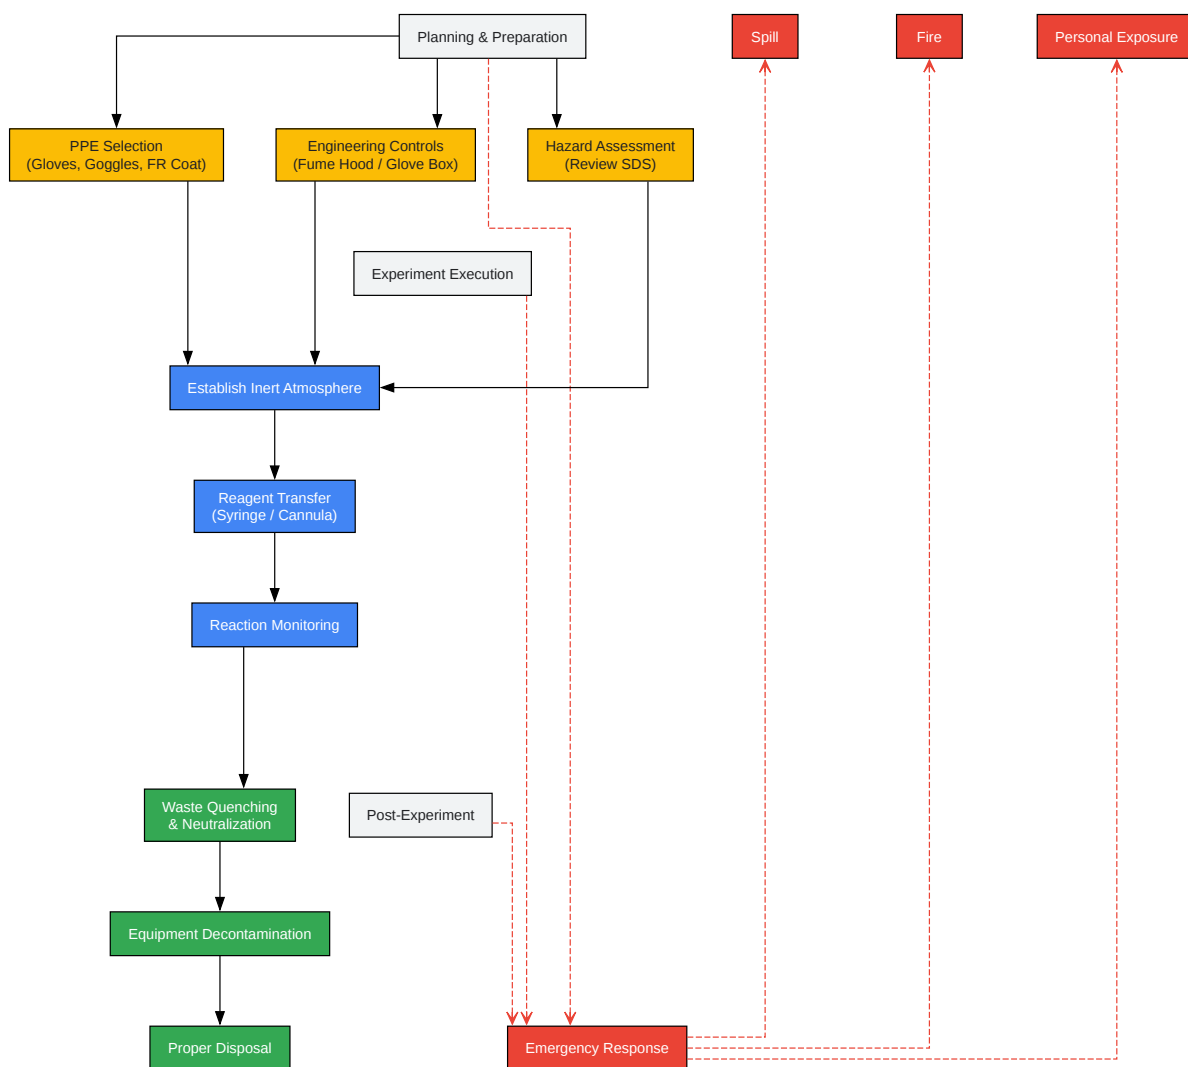 Planning & Preparation
Spill
Fire
Personal Exposure
PPE Selection
(Gloves, Goggles, FR Coat)
Engineering Controls
(Fume Hood / Glove Box)
Hazard Assessment
(Review SDS)
Experiment Execution
Establish Inert Atmosphere
Reagent Transfer
(Syringe / Cannula)
Reaction Monitoring
Waste Quenching
& Neutralization
Post-Experiment
Equipment Decontamination
Proper Disposal
Emergency Response